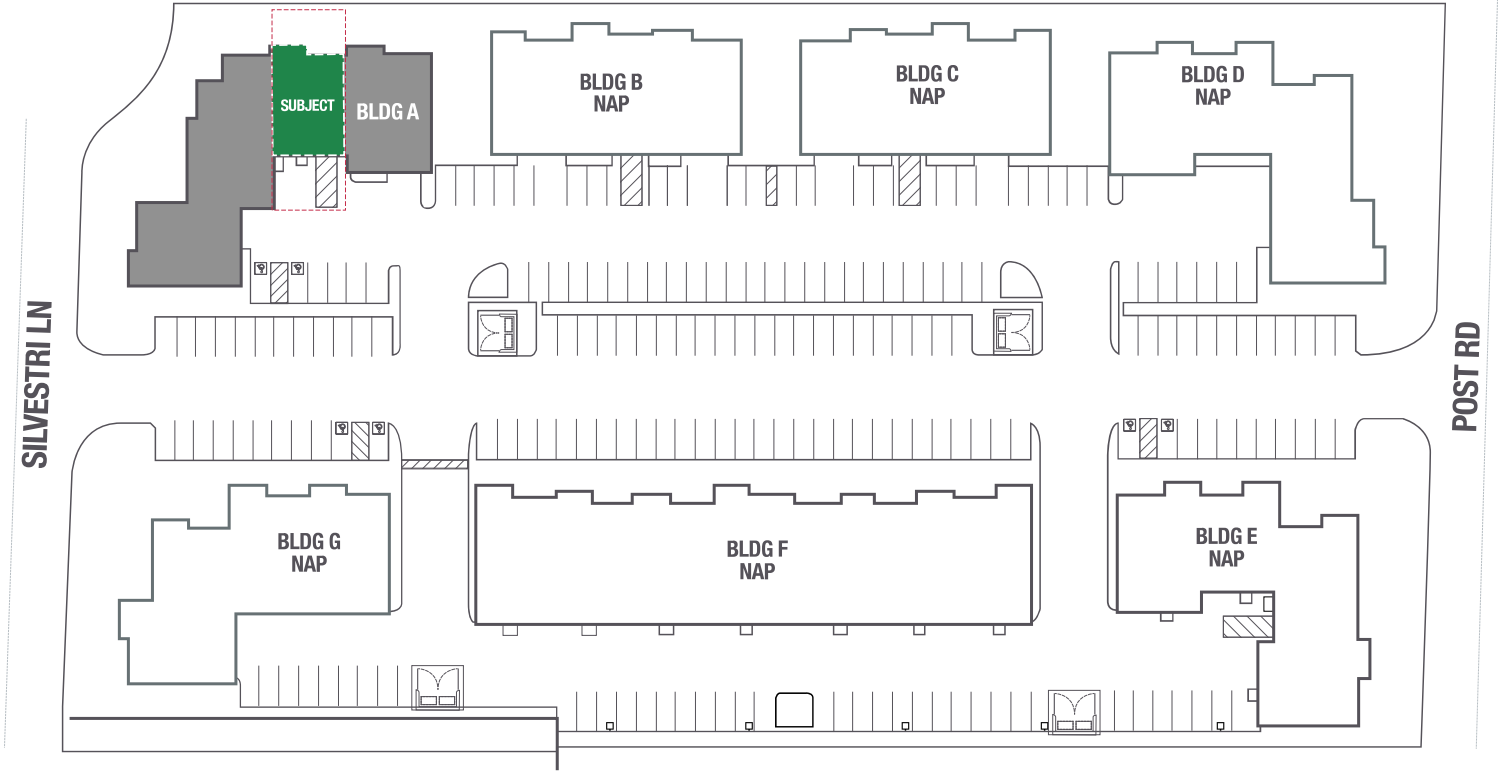 SUBJECT
BLDG A
BLDG B
NAP
BLDG C
NAP
BLDG D
NAP
SILVESTRI LN
POST RD
BLDG G
NAP
BLDG F
NAP
BLDG E
NAP